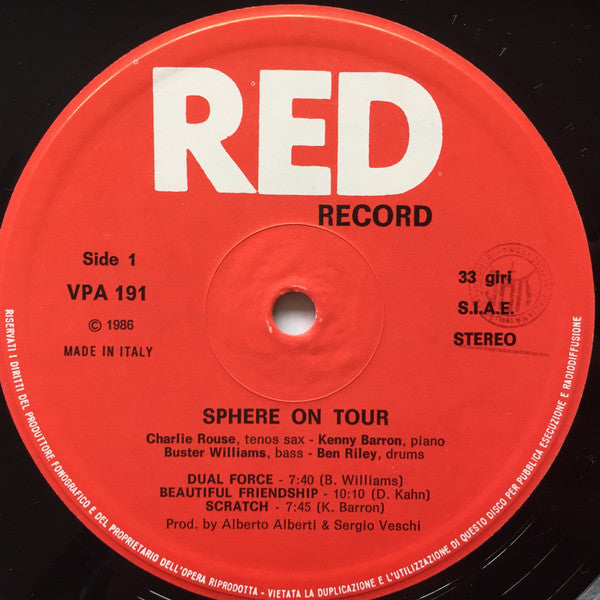 RED
RECORD
Side 1
VPA 191
© 1986
MADE IN ITALY
33 giri
S.I.A.E.
STEREO
SPHERE ON TOUR
Charlie Rouse, tenos sax - Kenny Barron, piano
Buster Williams, bass - Ben Riley, drums
DUAL FORCE - 7:40 (B. Williams)
BEAUTIFUL FRIENDSHIP - 10:10 (D. Kahn)
SCRATCH - 7:45 (K. Barron)
Prod. by Alberto Alberti & Sergio Veschi
RISERVATI I DIRITTI DEL PRODUTTORE FONOGRAFICO E DEL PROPRIETARIO DELL'OPERA RIPRODOTTA - VIETATA LA DUPLICAZIONE E L'UTILIZZAZIONE DI QUESTO DISCO PER PUBBLICA ESECUZIONE E RADIODIFFUSIONE